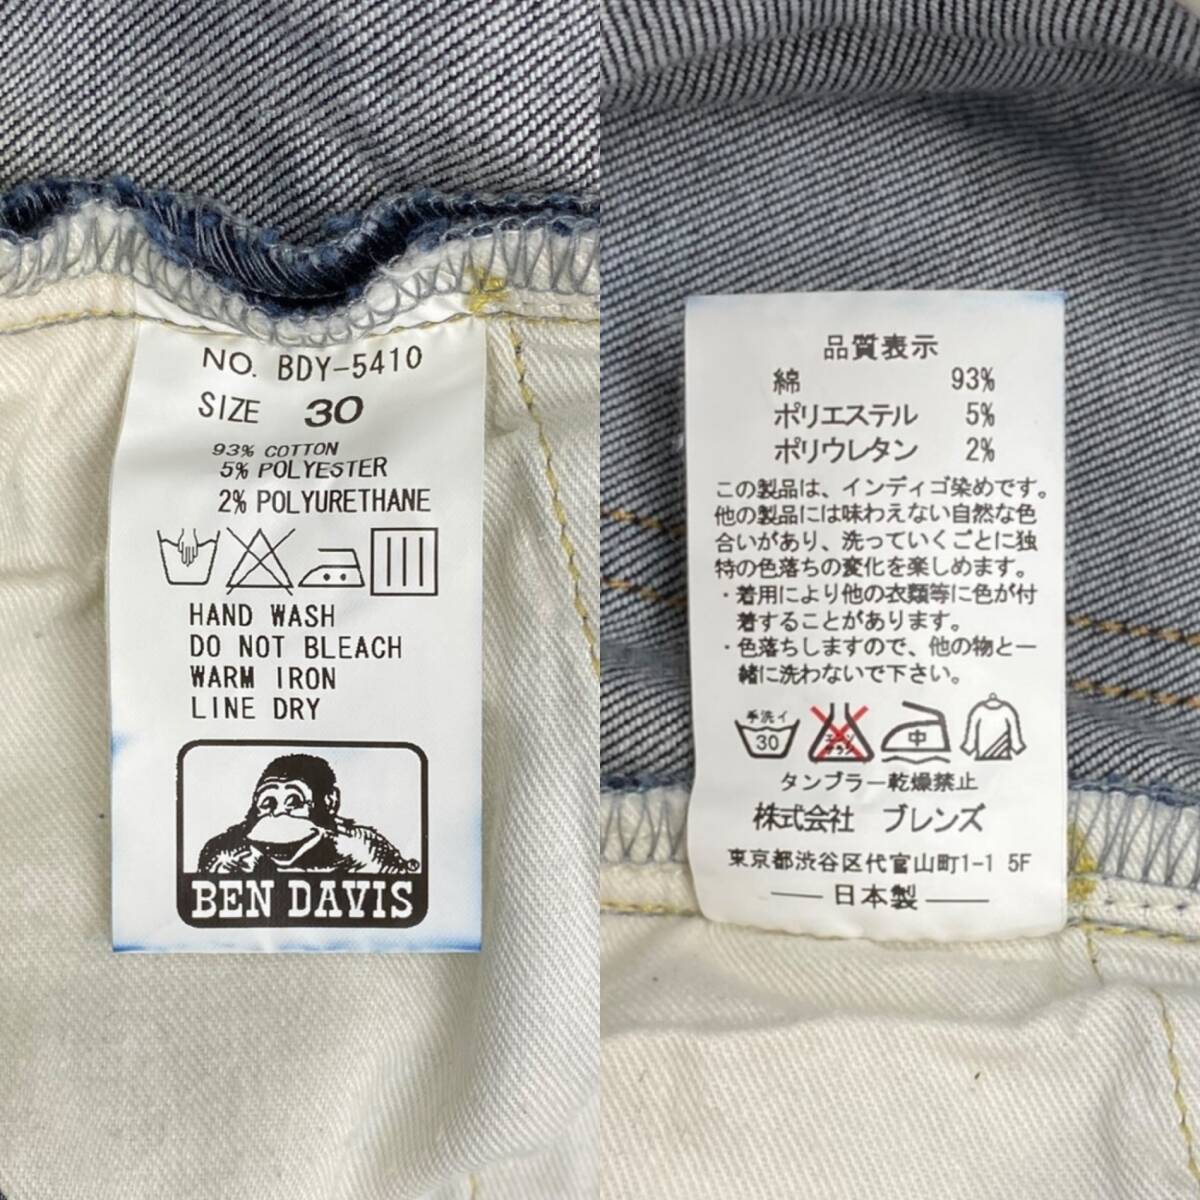 NO. BDY-5410
SIZE 30
93% COTTON
5% POLYESTER
2% POLYURETHANE
HAND WASH
DO NOT BLEACH
WARM IRON
LINE DRY
BEN DAVIS®
品質表示
綿 93%
ポリエステル 5%
ポリウレタン 2%
この製品は、インディゴ染めです。
他の製品には味わえない自然な色
合いがあり、洗っていくごとに独
特の色落ちの変化を楽しめます。
・着用により他の衣類等に色が付
着することがあります。
・色落ちしますので、他の物と一
緒に洗わないで下さい。
手洗イ
30
エンソ
サラシ
中
タンブラー乾燥禁止
株式会社 ブレンズ
東京都渋谷区代官山町1-1 5F
日本製